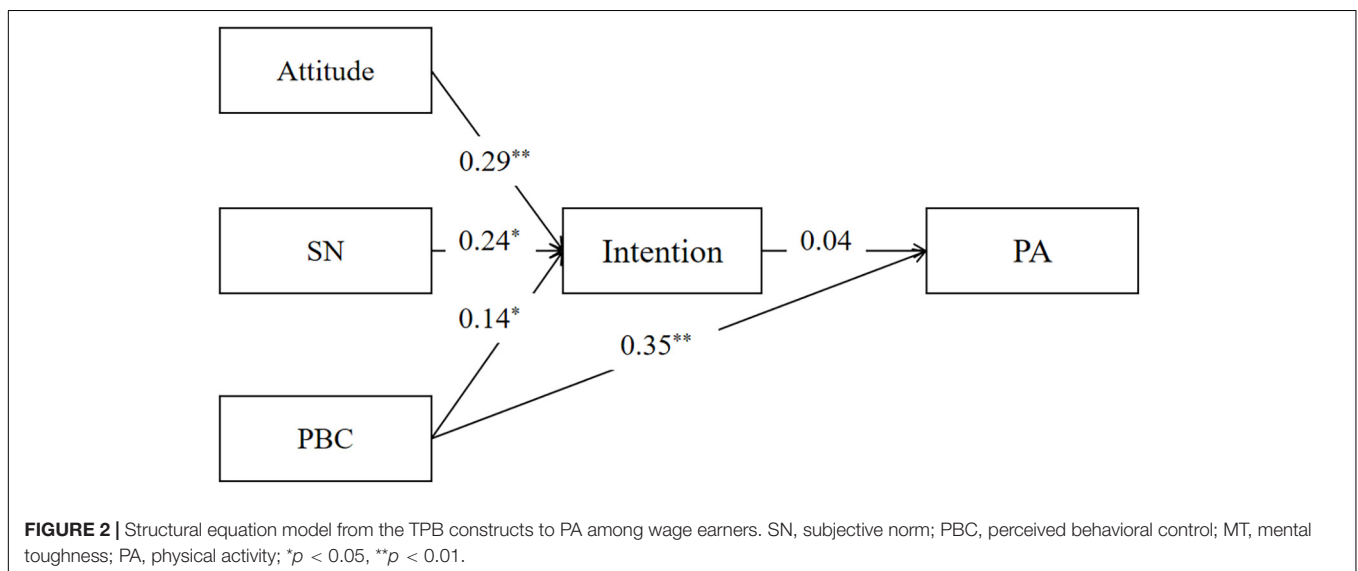 Attitude
0.29**
SN
0.24*
Intention
0.04
PA
0.14*
0.35**
PBC
FIGURE 2 | Structural equation model from the TPB constructs to PA among wage earners. SN, subjective norm; PBC, perceived behavioral control; MT, mental
toughness; PA, physical activity; *p < 0.05, **p < 0.01.